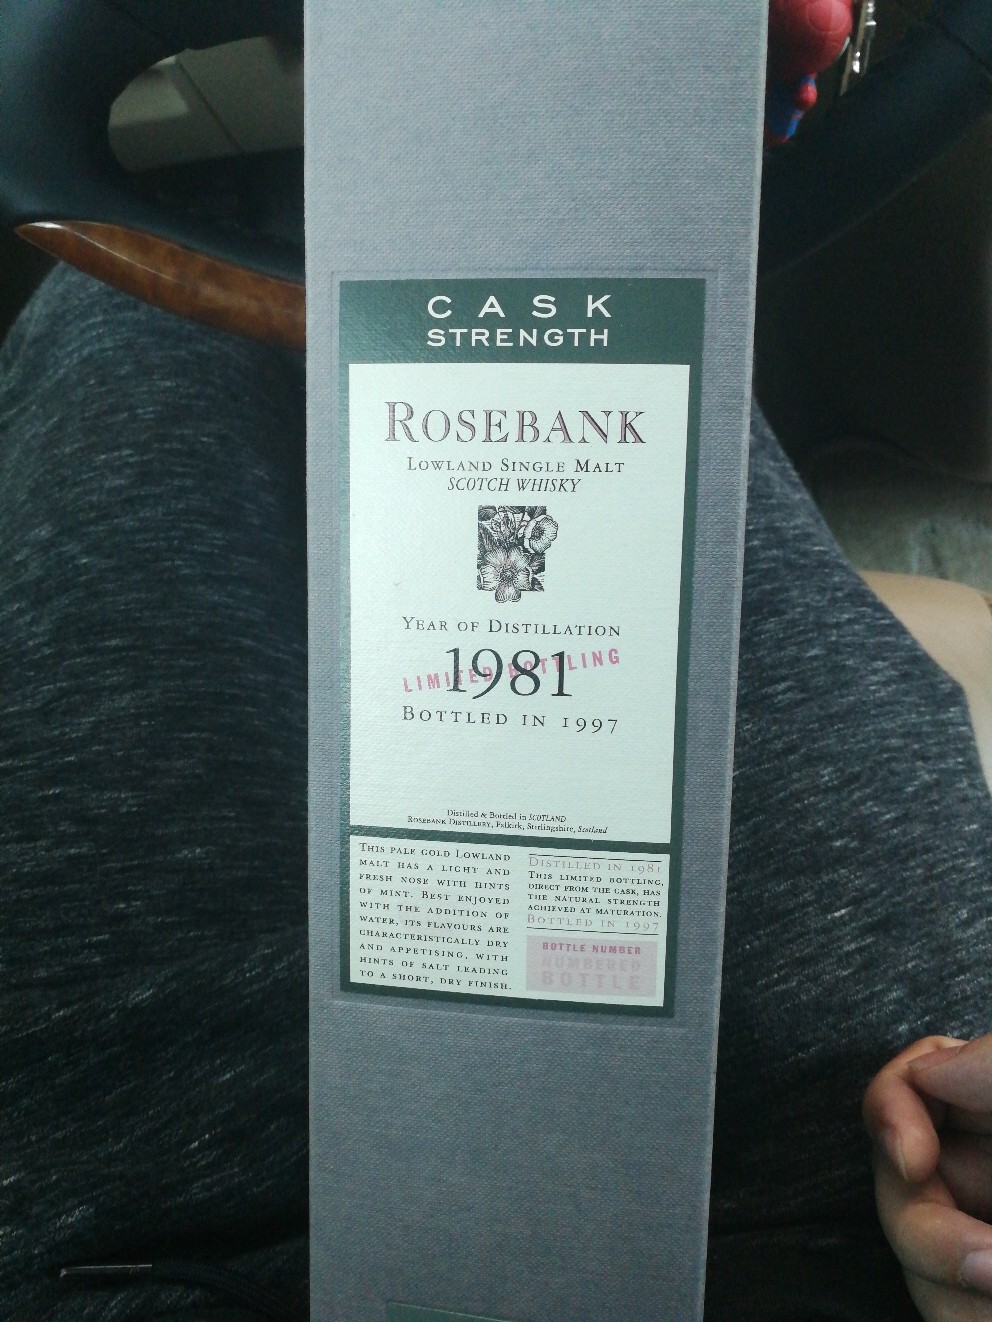 CASK
STRENGTH
ROSEBANK
LOWLAND SINGLE MALT
SCOTCH WHISKY
YEAR OF DISTILLATION
1981
LIMITED BOTTLING
BOTTLED IN 1997
Distilled & Bottled in SCOTLAND
ROSEBANK DISTILLERY, Falkirk, Stirlingshire, Scotland
THIS PALE GOLD LOWLAND
MALT HAS A LIGHT AND
FRESH NOSE WITH HINTS
OF MINT. BEST ENJOYED
WITH THE ADDITION OF
WATER, ITS FLAVOURS ARE
CHARACTERISTICALLY DRY
AND APPETISING, WITH
HINTS OF SALT LEADING
TO A SHORT, DRY FINISH.
DISTILLED IN 1981
THIS LIMITED BOTTLING,
DIRECT FROM THE CASK, HAS
THE NATURAL STRENGTH
ACHIEVED AT MATURATION.
BOTTLED IN 1997
BOTTLE NUMBER
NUMBERED
BOTTLE